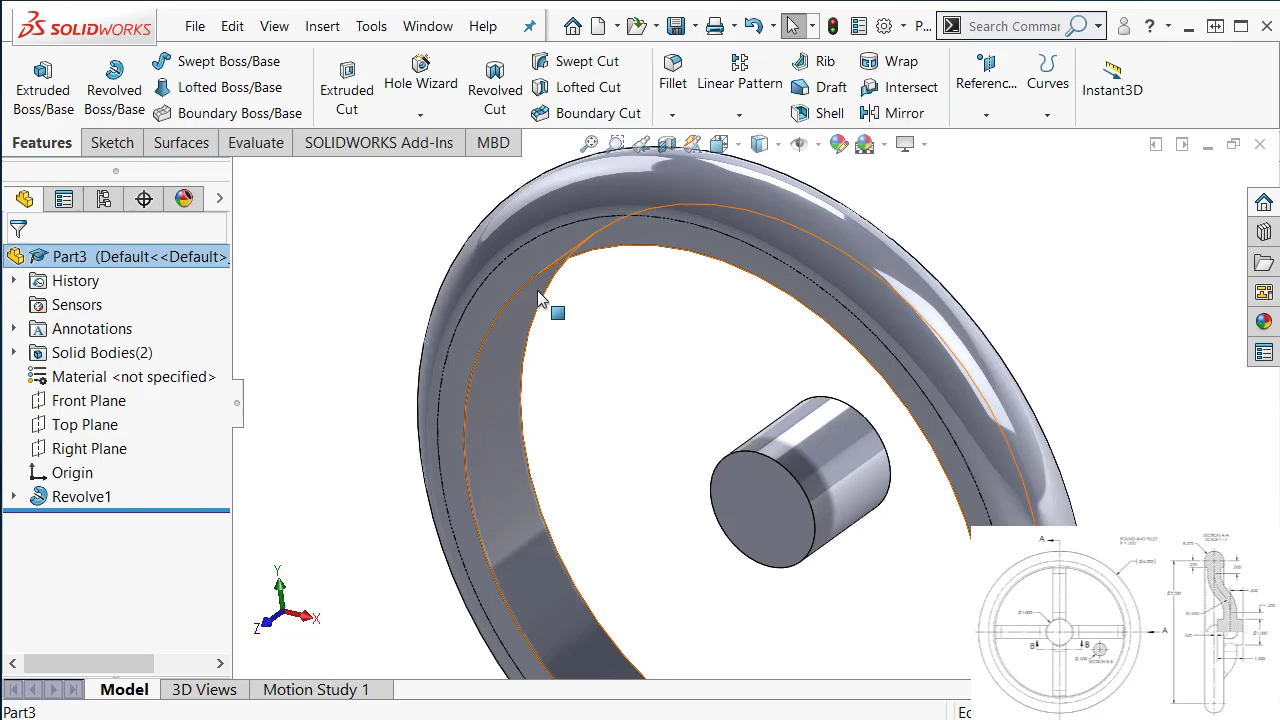 SOLIDWORKS File Edit View Insert Tools Window Help P... Search Commar
Extruded Boss/Base Revolved Boss/Base Swept Boss/Base Lofted Boss/Base Boundary Boss/Base
Extruded Cut Hole Wizard Revolved Cut Swept Cut Lofted Cut Boundary Cut
Fillet Linear Pattern Rib Draft Shell Wrap Intersect Mirror
Referenc... Curves Instant3D
Features Sketch Surfaces Evaluate SOLIDWORKS Add-Ins MBD
Part3 (Default<<Default>
History
Sensors
Annotations
Solid Bodies(2)
Material <not specified>
Front Plane
Top Plane
Right Plane
Origin
Revolve1
Y
X
Z
A
A
B B
Model 3D Views Motion Study 1
Part3